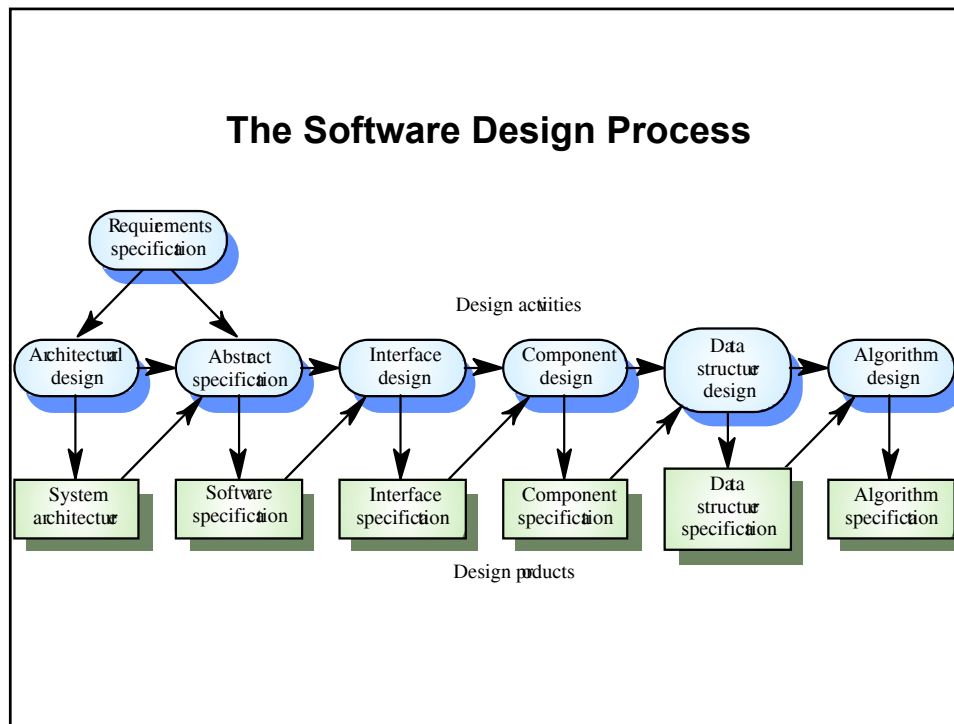 The Software Design Process
Requirements
specification
Design activities
Architectural
design
Abstract
specification
Interface
design
Component
design
Data
structure
design
Algorithm
design
System
architecture
Software
specification
Interface
specification
Component
specification
Data
structure
specification
Algorithm
specification
Design products